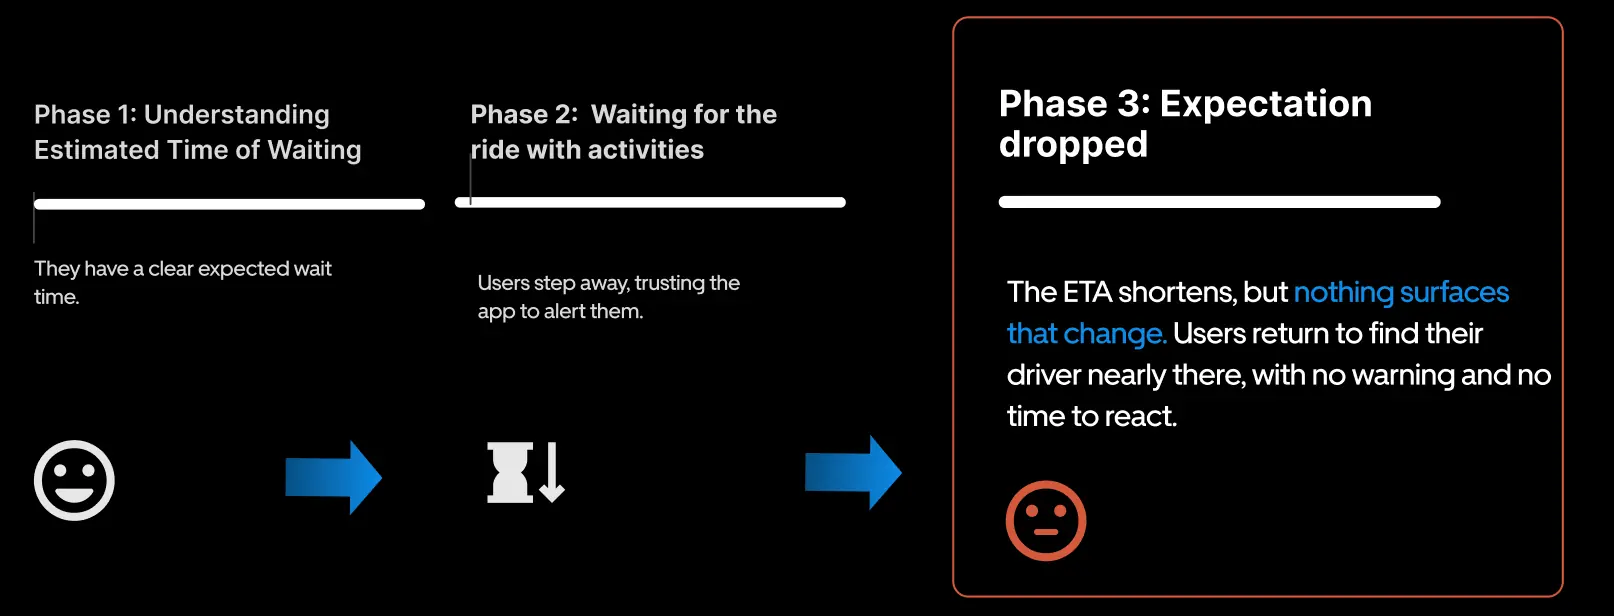 Phase 1: Understanding
Estimated Time of Waiting
They have a clear expected wait
time.
Phase 2:  Waiting for the
ride with activities
Users step away, trusting the
app to alert them.
Phase 3: Expectation
dropped
The ETA shortens, but nothing surfaces
that change. Users return to find their
driver nearly there, with no warning and no
time to react.